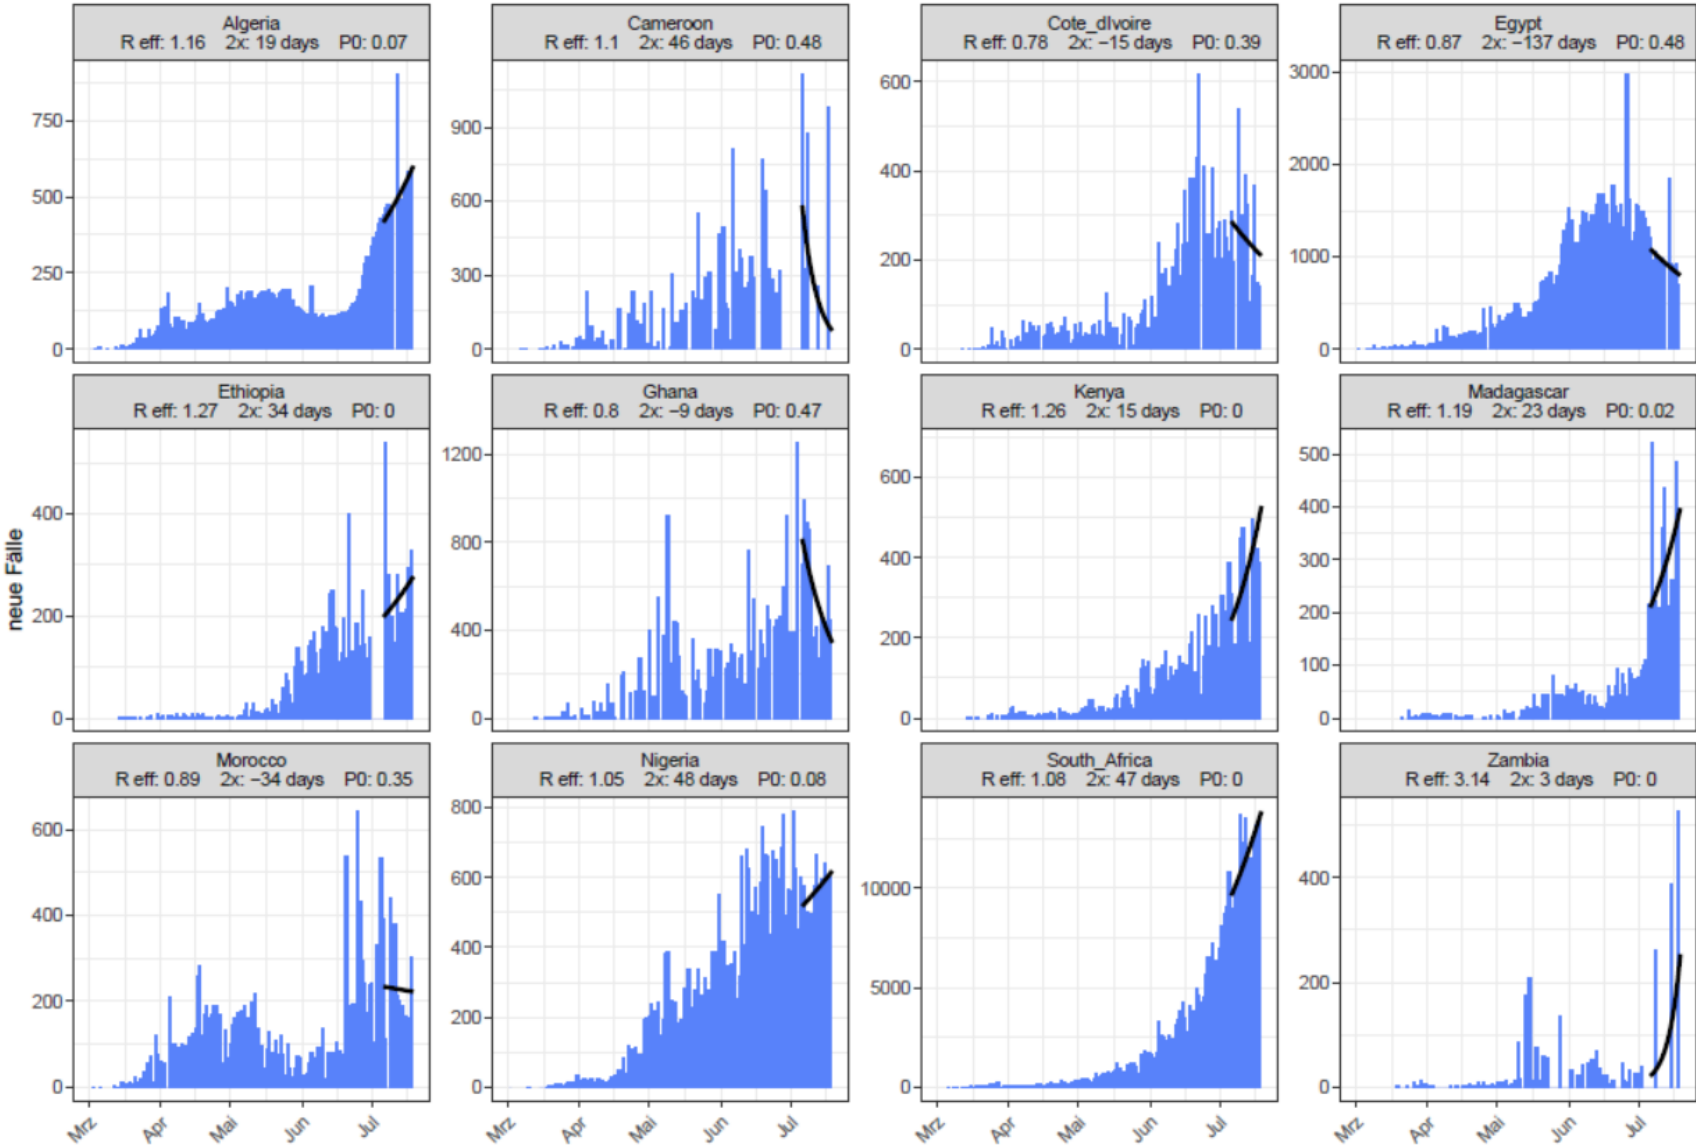 Algeria
R eff: 1.16 2x: 19 days P0: 0.07
Cameroon
R eff: 1.1 2x: 46 days P0: 0.48
Cote_dIvoire
R eff: 0.78 2x: −15 days P0: 0.39
Egypt
R eff: 0.87 2x: −137 days P0: 0.48
750
500
250
0
900
600
300
0
600
400
200
0
3000
2000
1000
0
Ethiopia
R eff: 1.27 2x: 34 days P0: 0
Ghana
R eff: 0.8 2x: −9 days P0: 0.47
Kenya
R eff: 1.26 2x: 15 days P0: 0
Madagascar
R eff: 1.19 2x: 23 days P0: 0.02
neue Fälle
400
200
0
1200
800
400
0
600
400
200
0
500
400
300
200
100
0
Morocco
R eff: 0.89 2x: −34 days P0: 0.35
Nigeria
R eff: 1.05 2x: 48 days P0: 0.08
South_Africa
R eff: 1.08 2x: 47 days P0: 0
Zambia
R eff: 3.14 2x: 3 days P0: 0
600
400
200
0
800
600
400
200
0
10000
5000
0
400
200
0
Mrz Apr Mai Jun Jul
Mrz Apr Mai Jun Jul
Mrz Apr Mai Jun Jul
Mrz Apr Mai Jun Jul